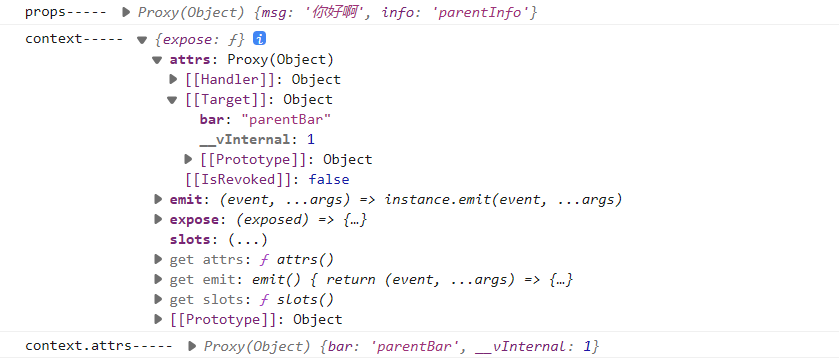 props----- ▶ Proxy(Object) {msg: '你好啊', info: 'parentInfo'}
context----- ▼ {expose: ƒ} i
▼ attrs: Proxy(Object)
▶ [[Handler]]: Object
▼ [[Target]]: Object
bar: "parentBar"
__vInternal: 1
▶ [[Prototype]]: Object
[[IsRevoked]]: false
▶ emit: (event, ...args) => instance.emit(event, ...args)
▶ expose: (exposed) => {…}
slots: (...)
▶ get attrs: ƒ attrs()
▶ get emit: emit() { return (event, ...args) => {…}
▶ get slots: ƒ slots()
▶ [[Prototype]]: Object
context.attrs----- ▶ Proxy(Object) {bar: 'parentBar', __vInternal: 1}